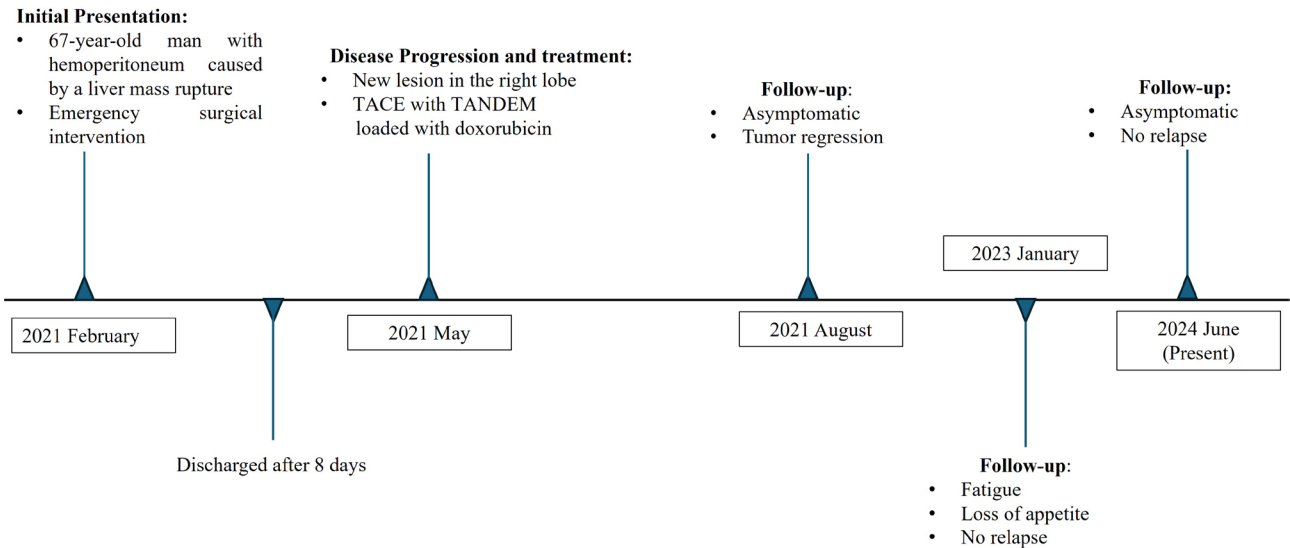 Initial Presentation:
• 67-year-old man with
hemoperitoneum caused
by a liver mass rupture
• Emergency surgical
intervention
Disease Progression and treatment:
• New lesion in the right lobe
• TACE with TANDEM
loaded with doxorubicin
Follow-up:
• Asymptomatic
• Tumor regression
Follow-up:
• Asymptomatic
• No relapse
2023 January
2021 February
2021 May
2021 August
2024 June
(Present)
Discharged after 8 days
Follow-up:
• Fatigue
• Loss of appetite
• No relapse